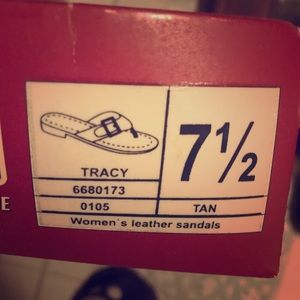 TRACY
7½
6680173
0105 TAN
Women's leather sandals